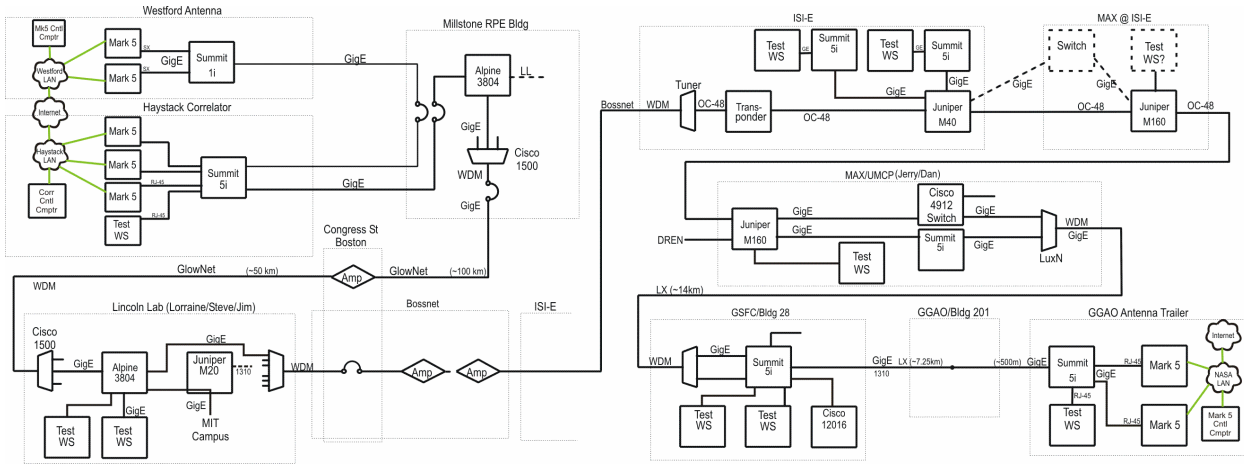 Westford Antenna
Mk5 Cntl
Cmptr
Westford
LAN
Mark 5
SX
GigE
Mark 5
SX
Summit
1i
GigE
Internet
Haystack Correlator
Haystack
LAN
Corr
Cntl
Cmptr
Mark 5
Mark 5
Mark 5
RJ-45
Test
WS
RJ-45
Summit
5i
GigE
Millstone RPE Bldg
Alpine
3804
LL
GigE
Cisco
1500
WDM
GigE
Congress St
Boston
GlowNet
(~50 km)
WDM
Amp
GlowNet
(~100 km)
Lincoln Lab (Lorraine/Steve/Jim)
Cisco
1500
GigE
Alpine
3804
GigE
Juniper
M20
1310
GigE
MIT
Campus
GigE
Test
WS
Test
WS
WDM
Bossnet
Amp
Amp
ISI-E
Bossnet
ISI-E
WDM
Tuner
OC-48
Trans-
ponder
OC-48
Test
WS
GE
Summit
5i
Test
WS
GE
Summit
5i
GigE
GigE
Juniper
M40
MAX @ ISI-E
Switch
Test
WS?
GigE
GigE
OC-48
Juniper
M160
OC-48
MAX/UMCP (Jerry/Dan)
Juniper
M160
DREN
GigE
GigE
Cisco
4912
Switch
GigE
Summit
5i
GigE
Test
WS
LuxN
WDM
GigE
LX (~14km)
GSFC/Bldg 28
WDM
GigE
Summit
5i
Test
WS
Test
WS
Cisco
12016
GigE
1310
LX (~7.25km)
GGAO/Bldg 201
(~500m)
GGAO Antenna Trailer
GigE
Summit
5i
RJ-45
GigE
RJ-45
Test
WS
Mark 5
RJ-45
Mark 5
Internet
NASA
LAN
Mark 5
Cntl
Cmptr